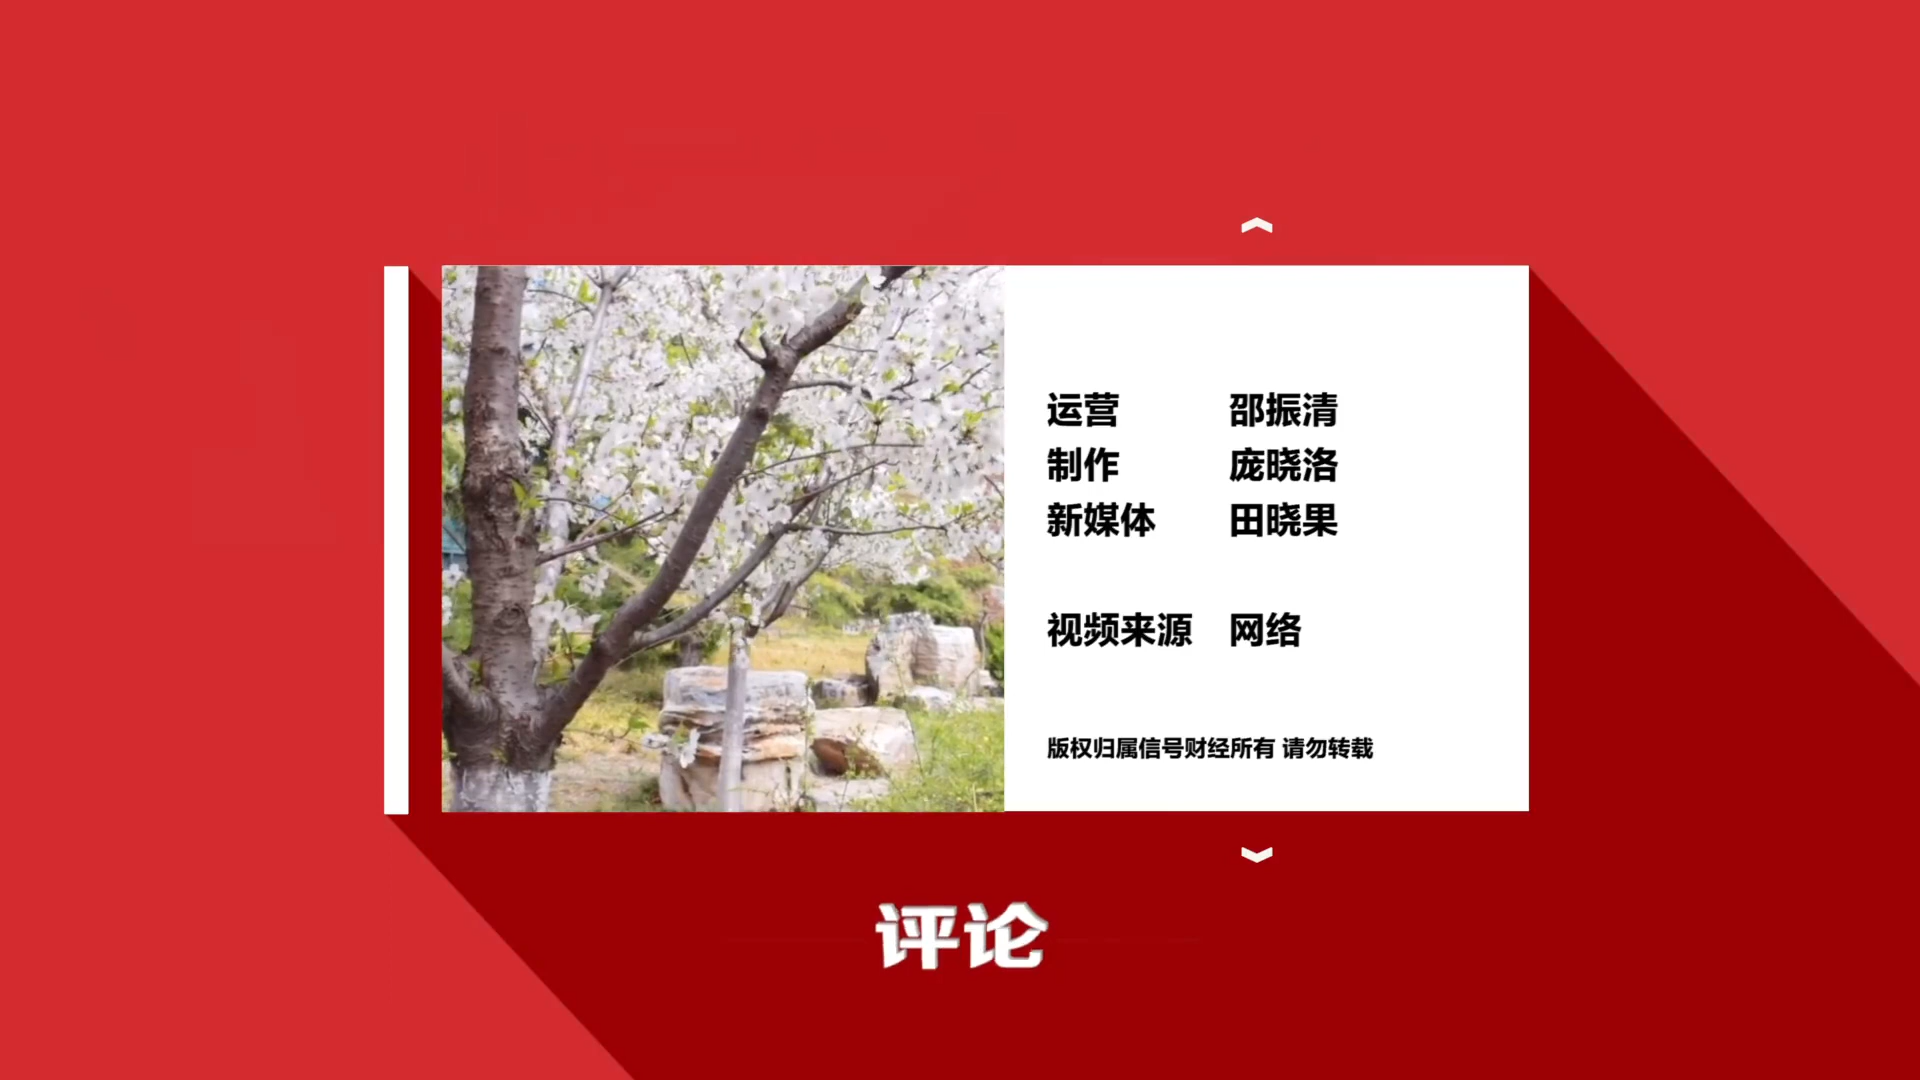 运营 邵振清
制作 庞晓洛
新媒体 田晓果
视频来源 网络
版权归属信号财经所有 请勿转载
评论